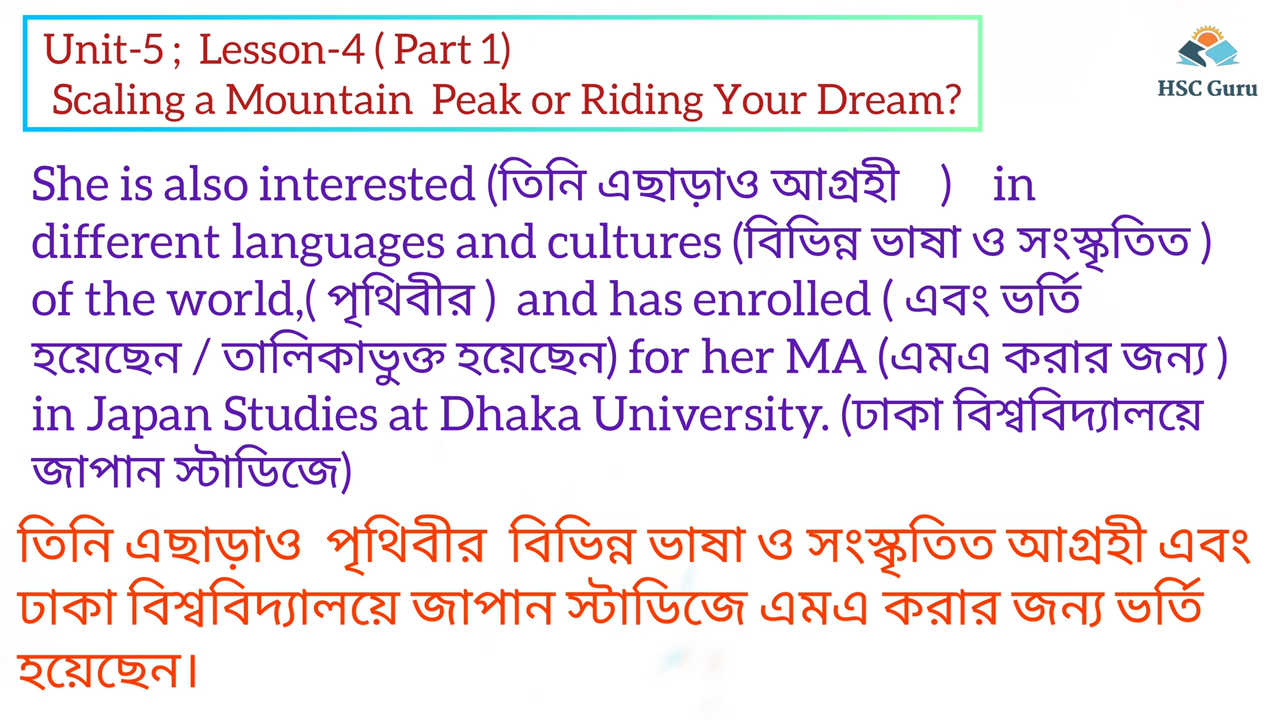 Unit-5 ; Lesson-4 ( Part 1)
Scaling a Mountain Peak or Riding Your Dream?
HSC Guru
She is also interested (তিনি এছাড়াও আগ্রহী ) in
different languages and cultures (বিভিন্ন ভাষা ও সংস্কৃতিত )
of the world,( পৃথিবীর ) and has enrolled ( এবং ভর্তি
হয়েছেন / তালিকাভুক্ত হয়েছেন) for her MA (এমএ করার জন্য )
in Japan Studies at Dhaka University. (ঢাকা বিশ্ববিদ্যালয়ে
জাপান স্টাডিজে)
তিনি এছাড়াও পৃথিবীর বিভিন্ন ভাষা ও সংস্কৃতিত আগ্রহী এবং
ঢাকা বিশ্ববিদ্যালয়ে জাপান স্টাডিজে এমএ করার জন্য ভর্তি
হয়েছেন।